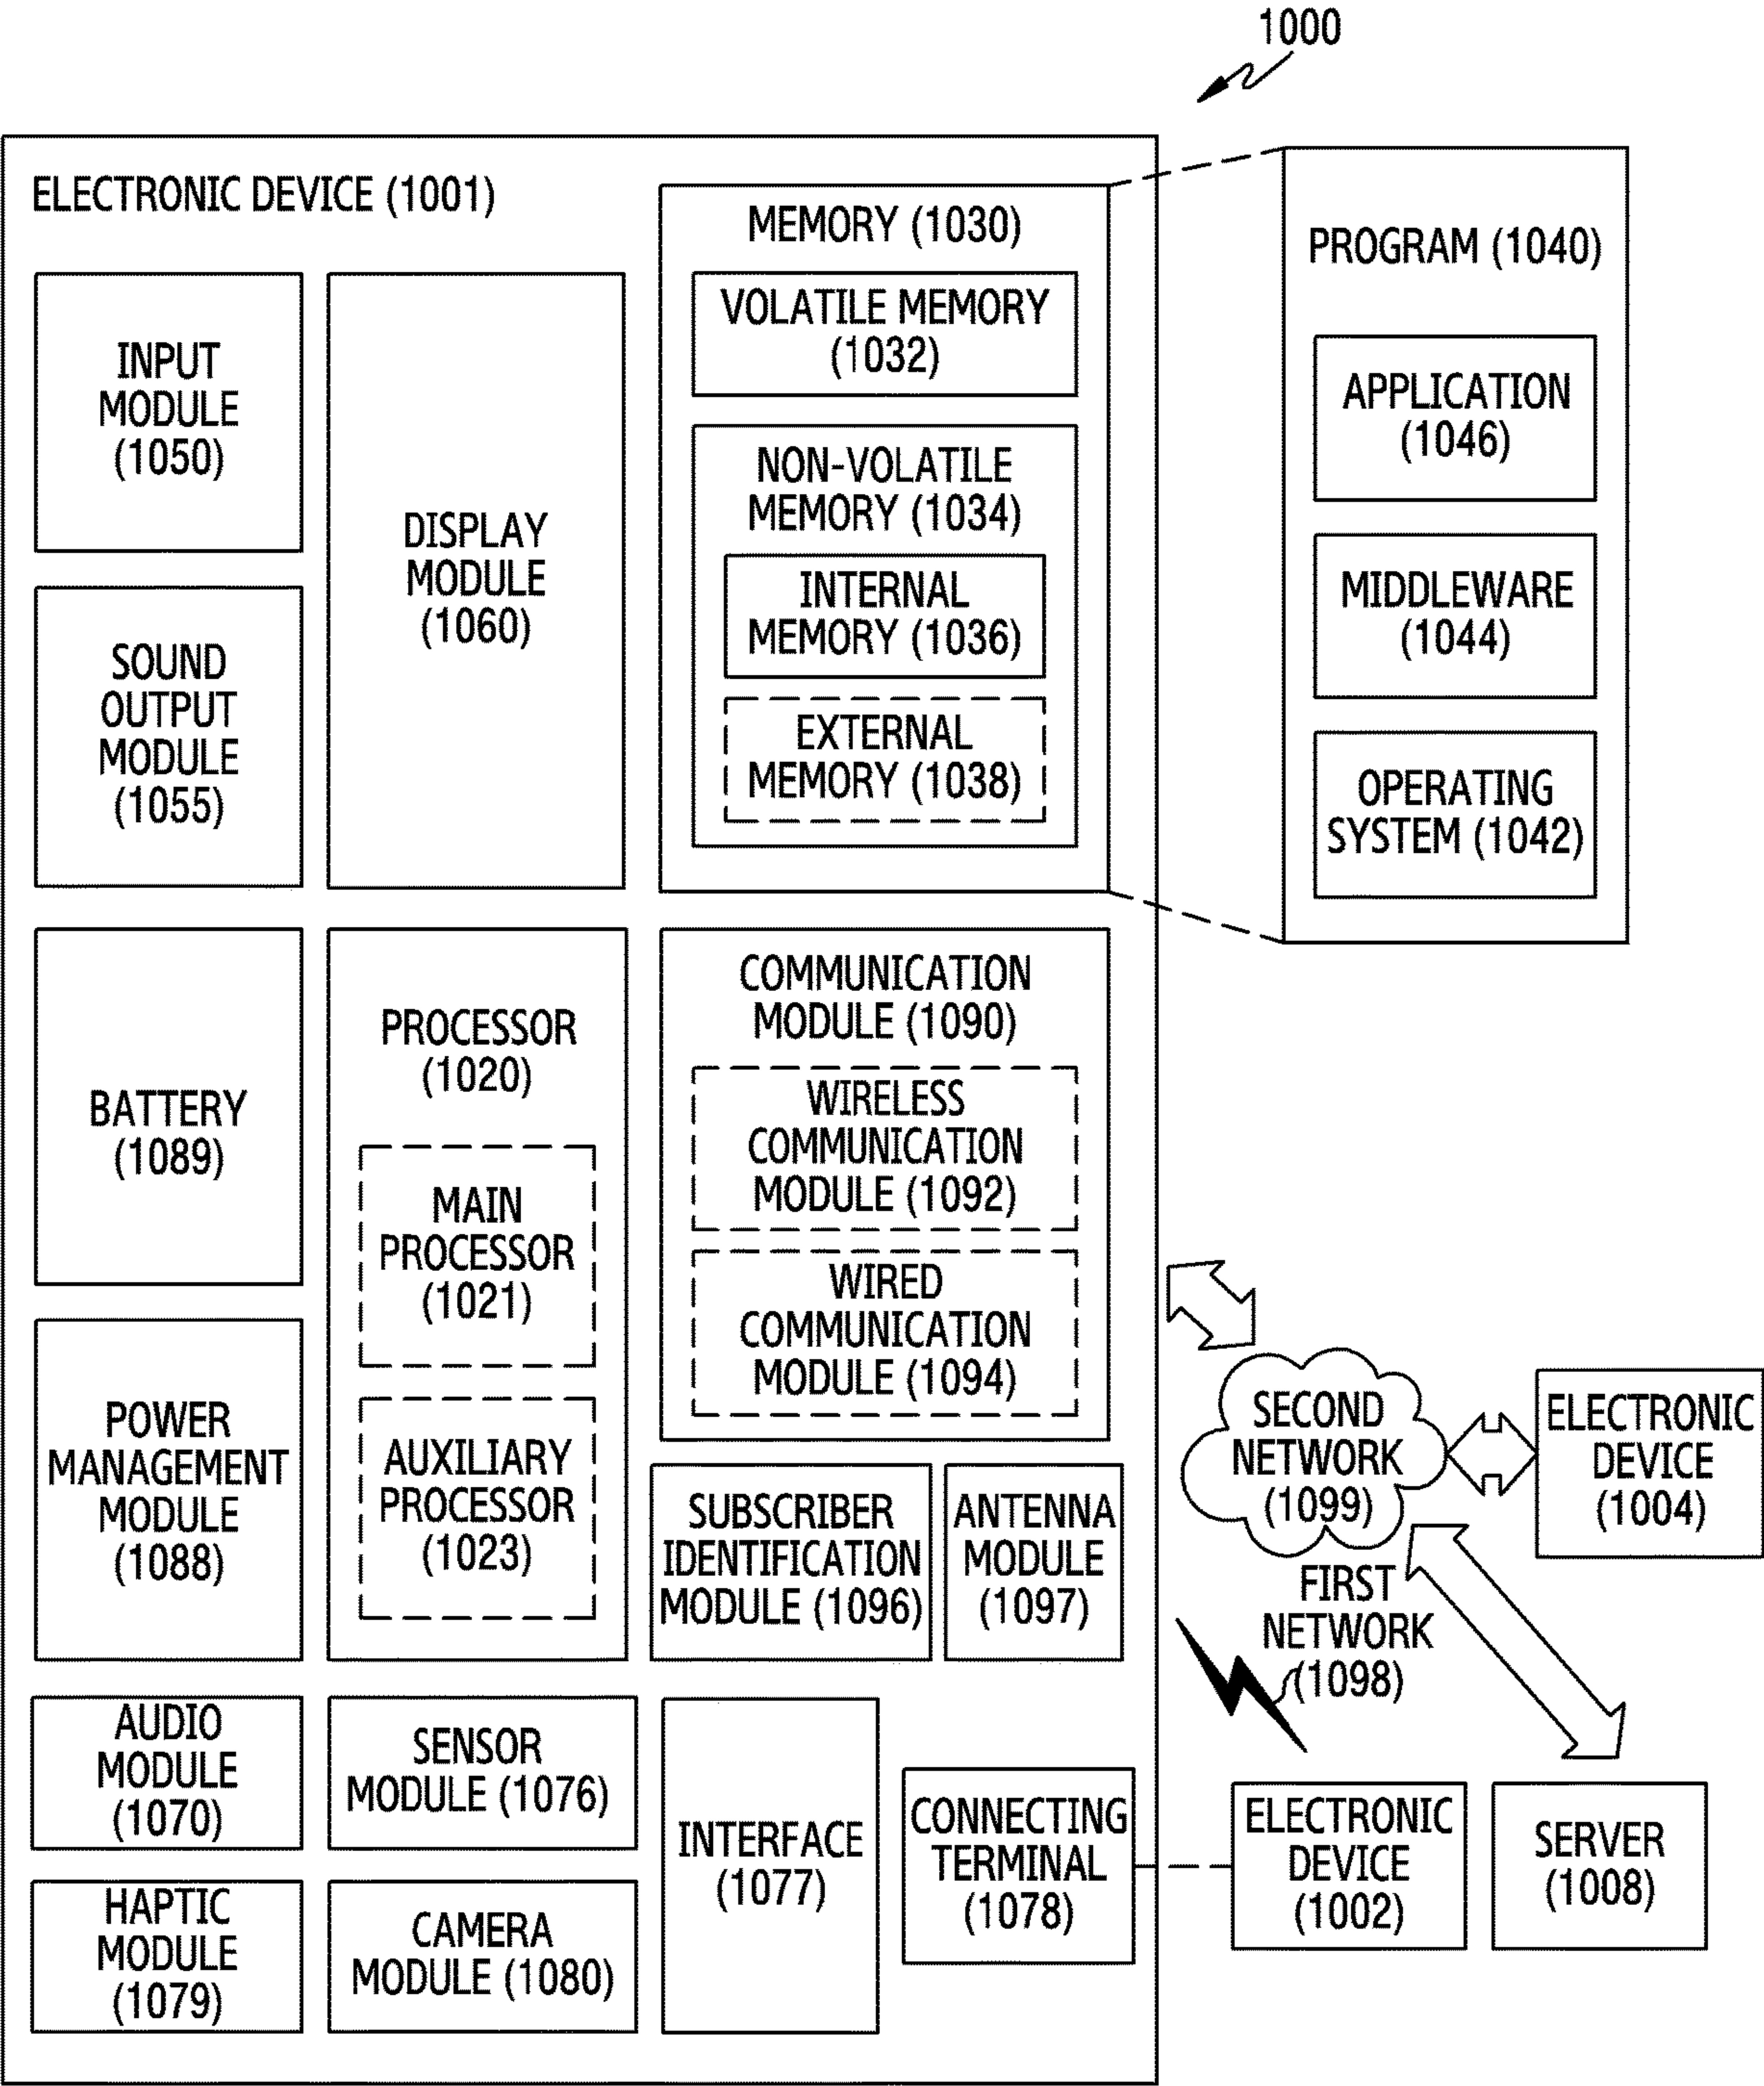 1000
ELECTRONIC DEVICE (1001)
INPUT
MODULE
(1050)
SOUND
OUTPUT
MODULE
(1055)
DISPLAY
MODULE
(1060)
MEMORY (1030)
VOLATILE MEMORY
(1032)
NON-VOLATILE
MEMORY (1034)
INTERNAL
MEMORY (1036)
EXTERNAL
MEMORY (1038)
PROGRAM (1040)
APPLICATION
(1046)
MIDDLEWARE
(1044)
OPERATING
SYSTEM (1042)
BATTERY
(1089)
POWER
MANAGEMENT
MODULE
(1088)
PROCESSOR
(1020)
MAIN
PROCESSOR
(1021)
AUXILIARY
PROCESSOR
(1023)
COMMUNICATION
MODULE (1090)
WIRELESS
COMMUNICATION
MODULE (1092)
WIRED
COMMUNICATION
MODULE (1094)
SUBSCRIBER
IDENTIFICATION
MODULE (1096)
ANTENNA
MODULE
(1097)
SECOND
NETWORK
(1099)
ELECTRONIC
DEVICE
(1004)
FIRST
NETWORK
(1098)
AUDIO
MODULE
(1070)
SENSOR
MODULE (1076)
HAPTIC
MODULE
(1079)
CAMERA
MODULE (1080)
INTERFACE
(1077)
CONNECTING
TERMINAL
(1078)
ELECTRONIC
DEVICE
(1002)
SERVER
(1008)